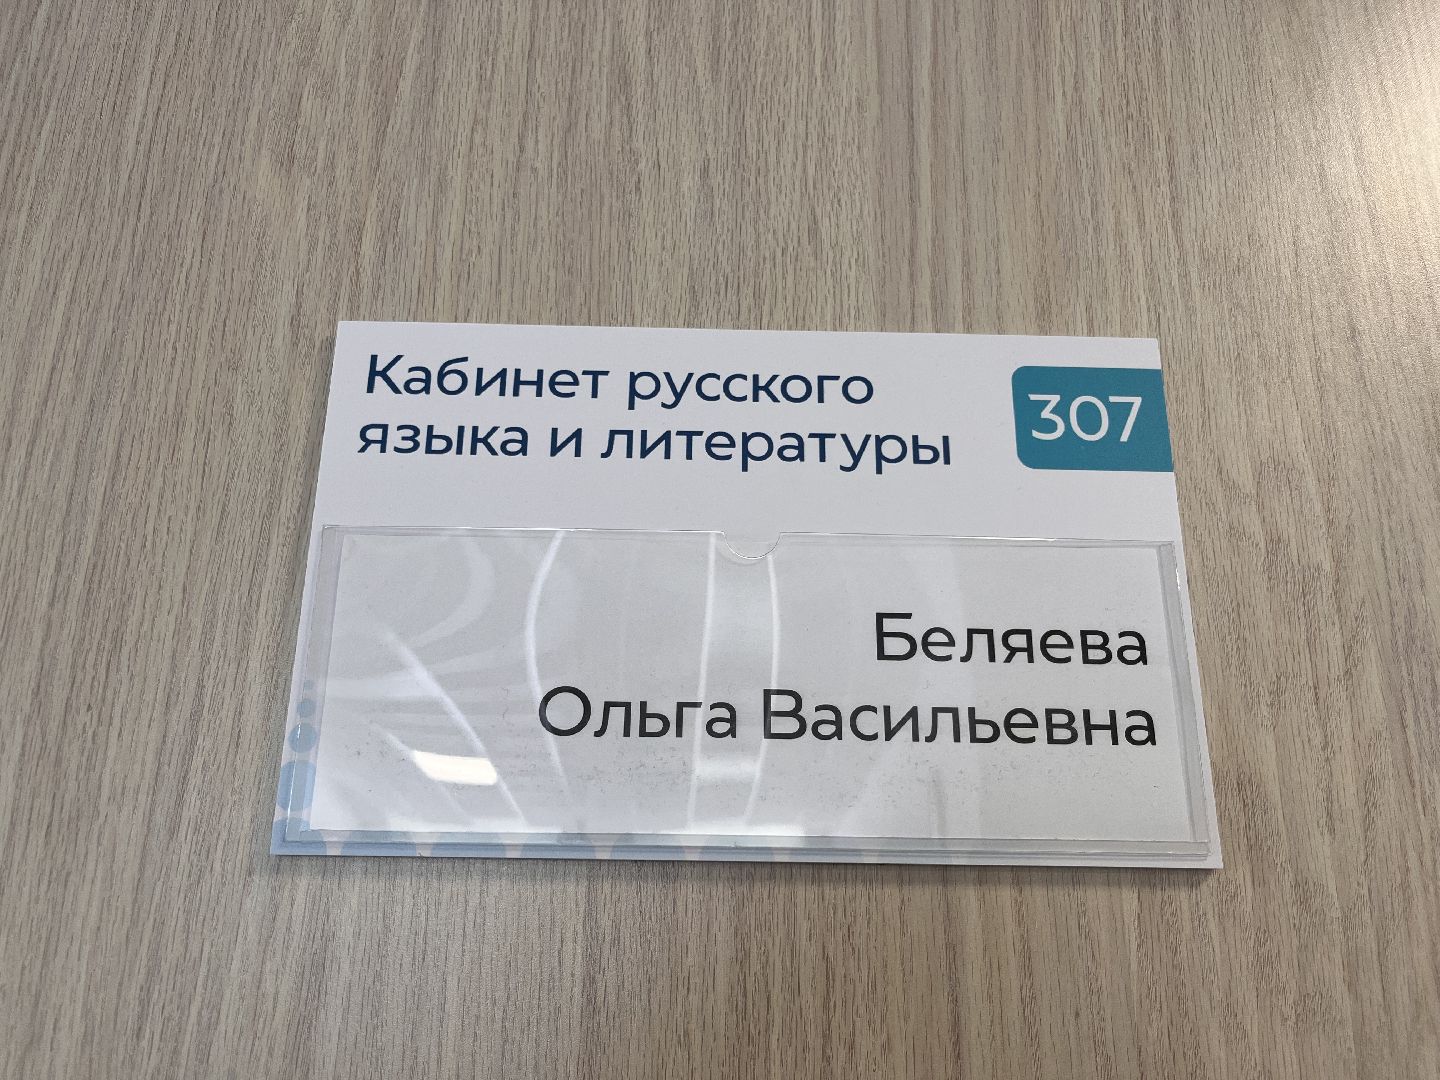 Кабинет русского
языка и литературы
307
Беляева
Ольга Васильевна